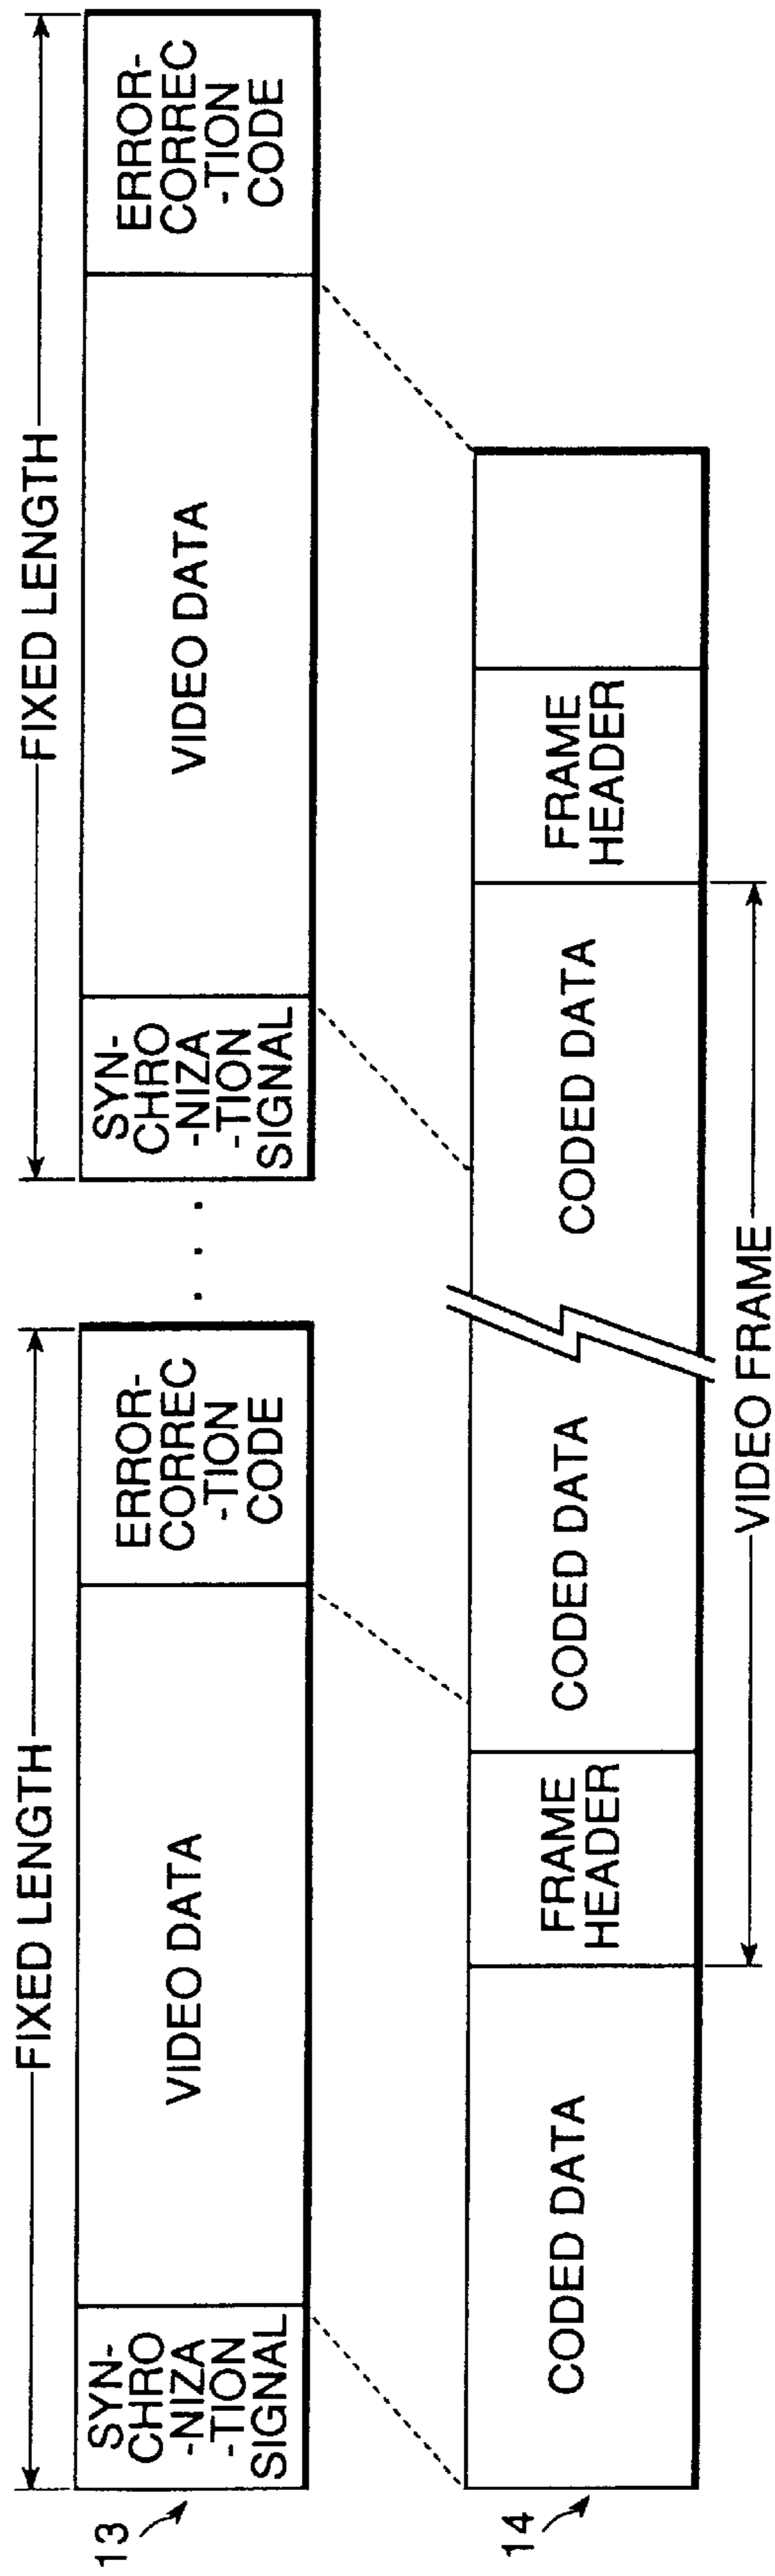 FIXED LENGTH
FIXED LENGTH
13
SYN-
CHRO
-NIZA
-TION
SIGNAL
VIDEO DATA
ERROR-
CORREC
-TION
CODE
. . .
SYN-
CHRO
-NIZA
-TION
SIGNAL
VIDEO DATA
ERROR-
CORREC
-TION
CODE
14
CODED DATA
FRAME
HEADER
CODED DATA
CODED DATA
FRAME
HEADER
VIDEO FRAME